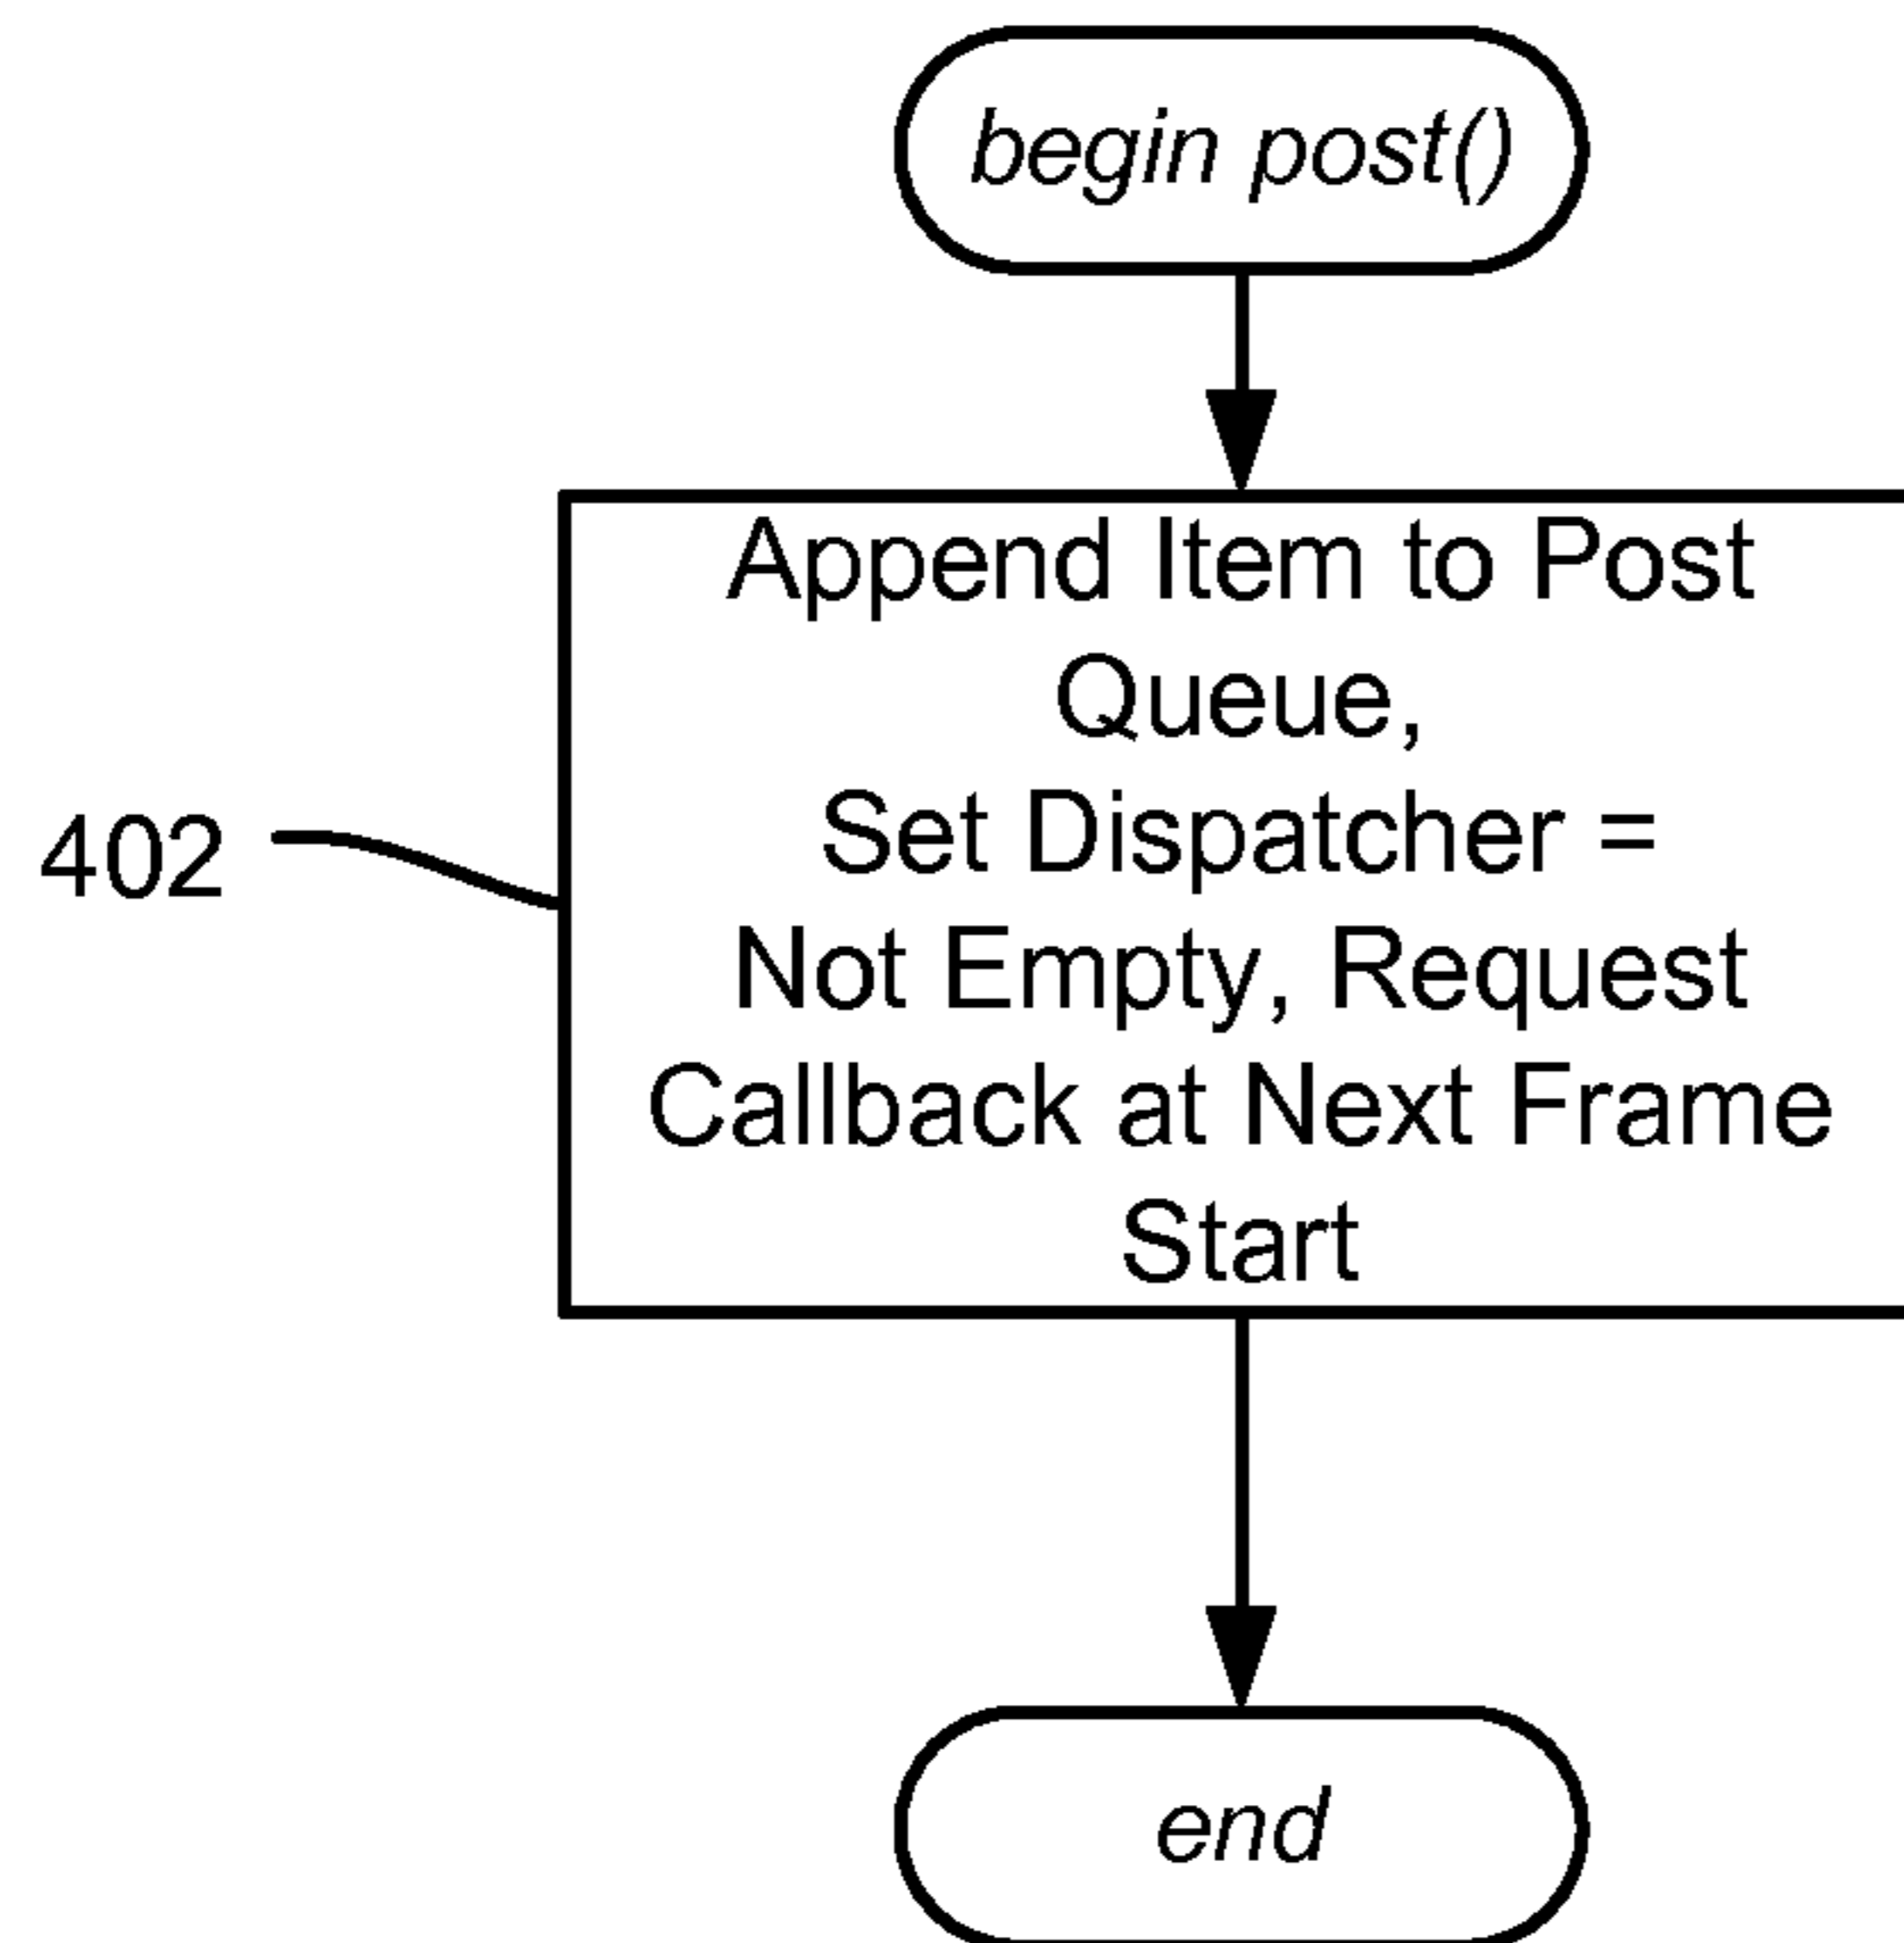 begin post()
Append Item to Post
Queue,
Set Dispatcher =
Not Empty, Request
Callback at Next Frame
Start
402
end